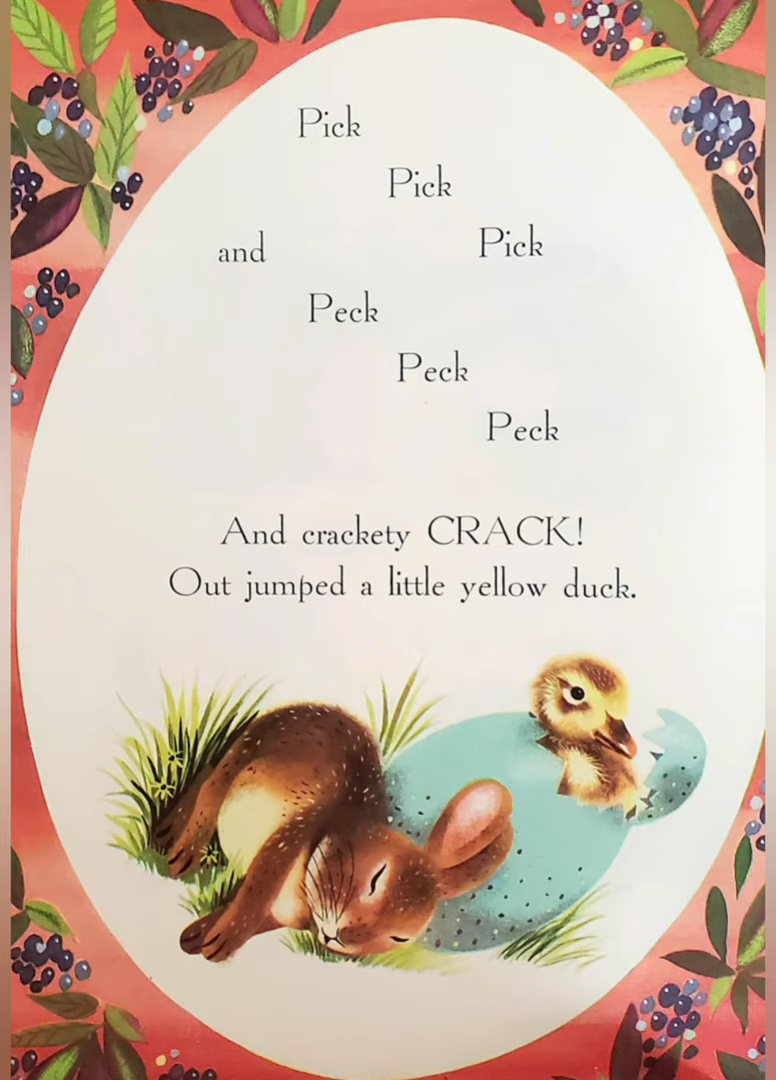 Pick
Pick
and Pick
Peck
Peck
Peck
And crackety CRACK!
Out jumped a little yellow duck.